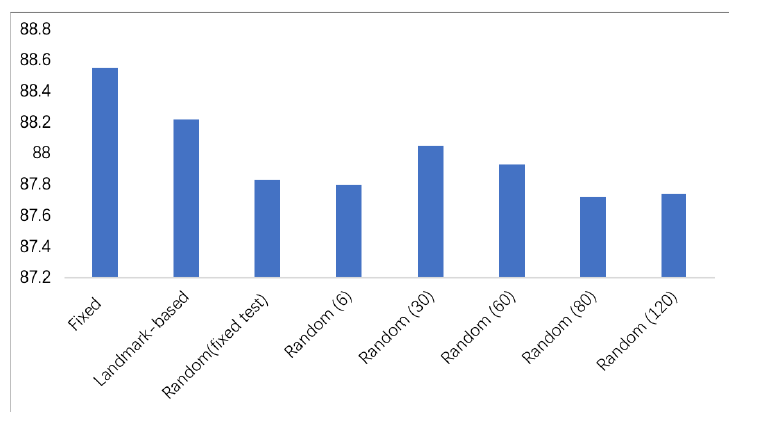 88.8
88.6
88.4
88.2
88
87.8
87.6
87.4
87.2
Fixed
Landmark-based
Random(fixed test)
Random (6)
Random (30)
Random (60)
Random (80)
Random (120)